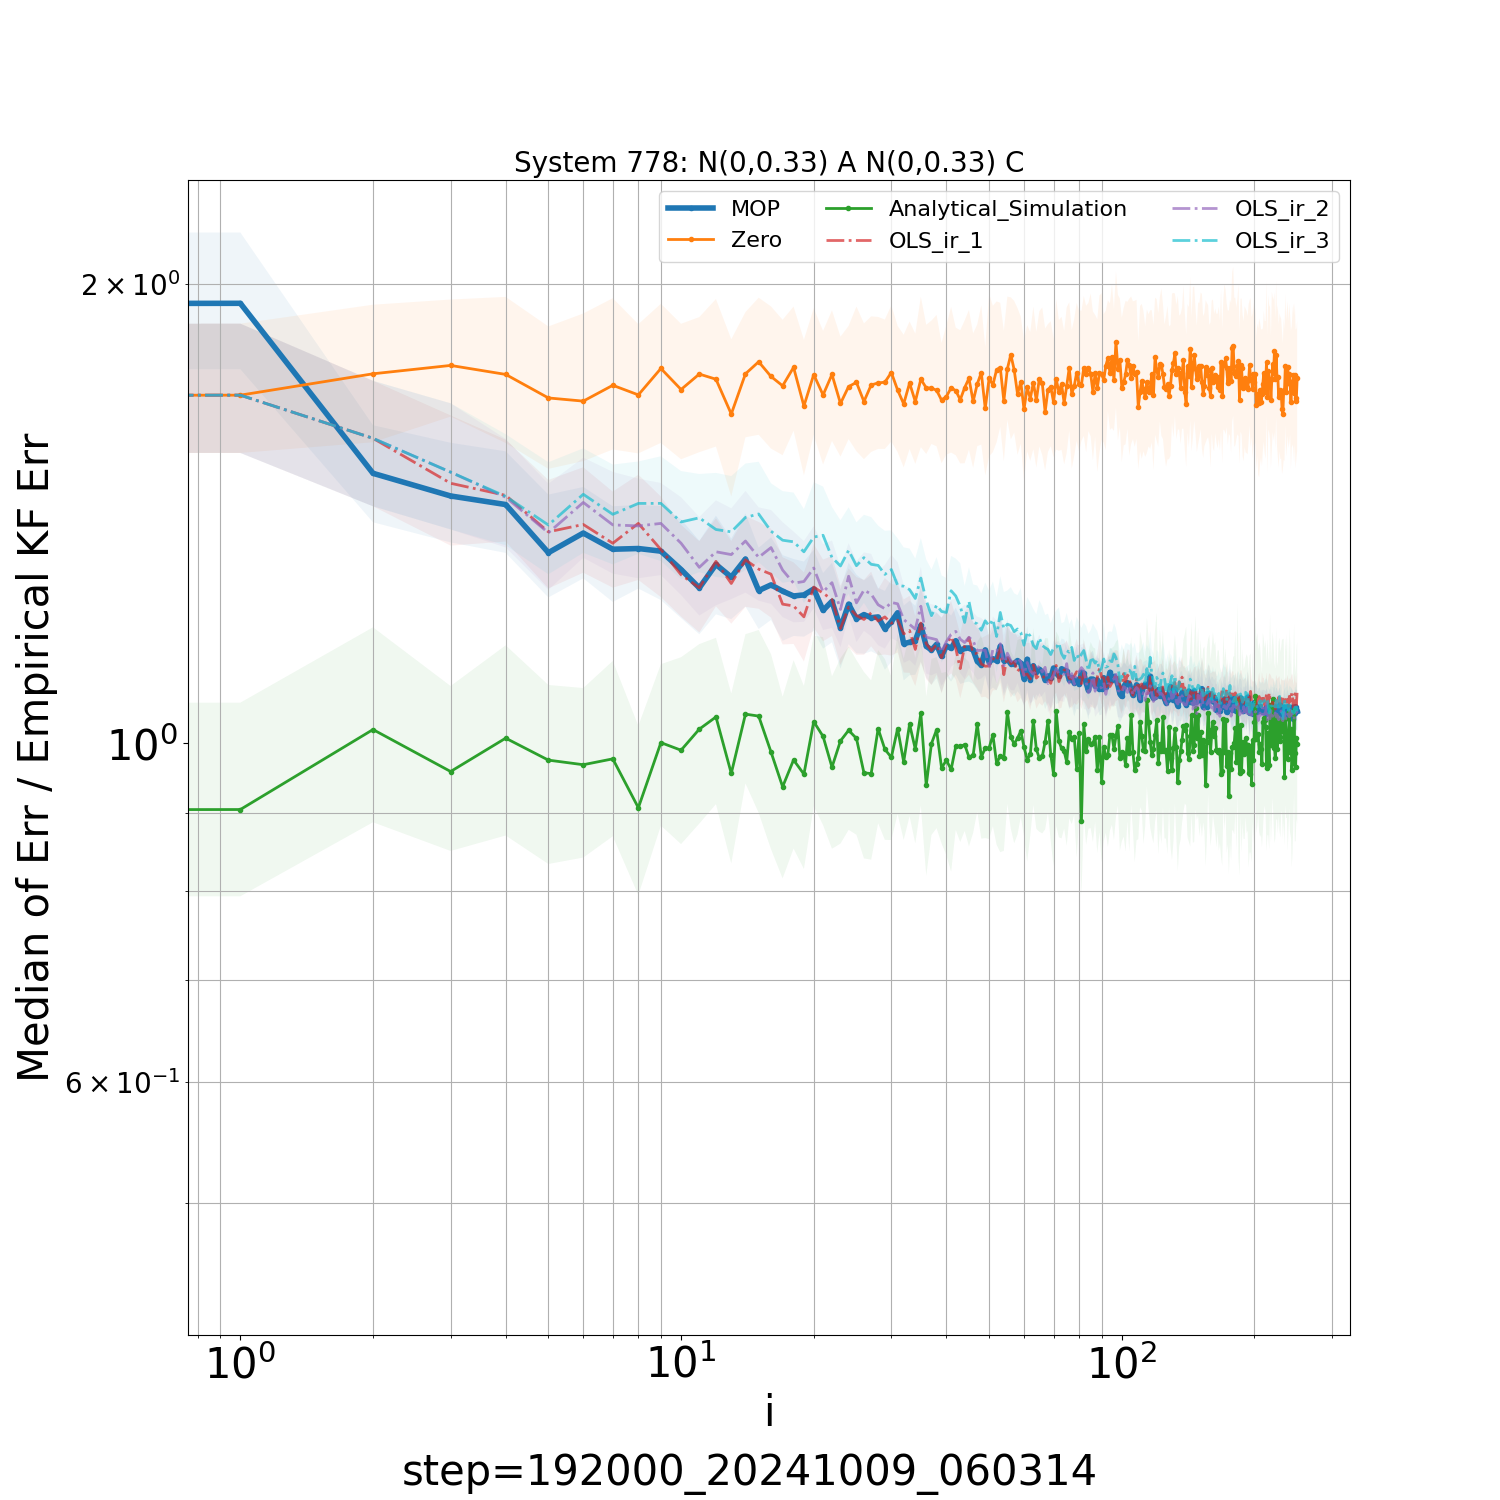 System 778: N(0,0.33) A N(0,0.33) C
MOP
Zero
Analytical_Simulation
OLS_ir_1
OLS_ir_2
OLS_ir_3
Median of Err / Empirical KF Err
2 × 10⁰
10⁰
6 × 10⁻¹
10⁰
10¹
10²
i
step=192000_20241009_060314